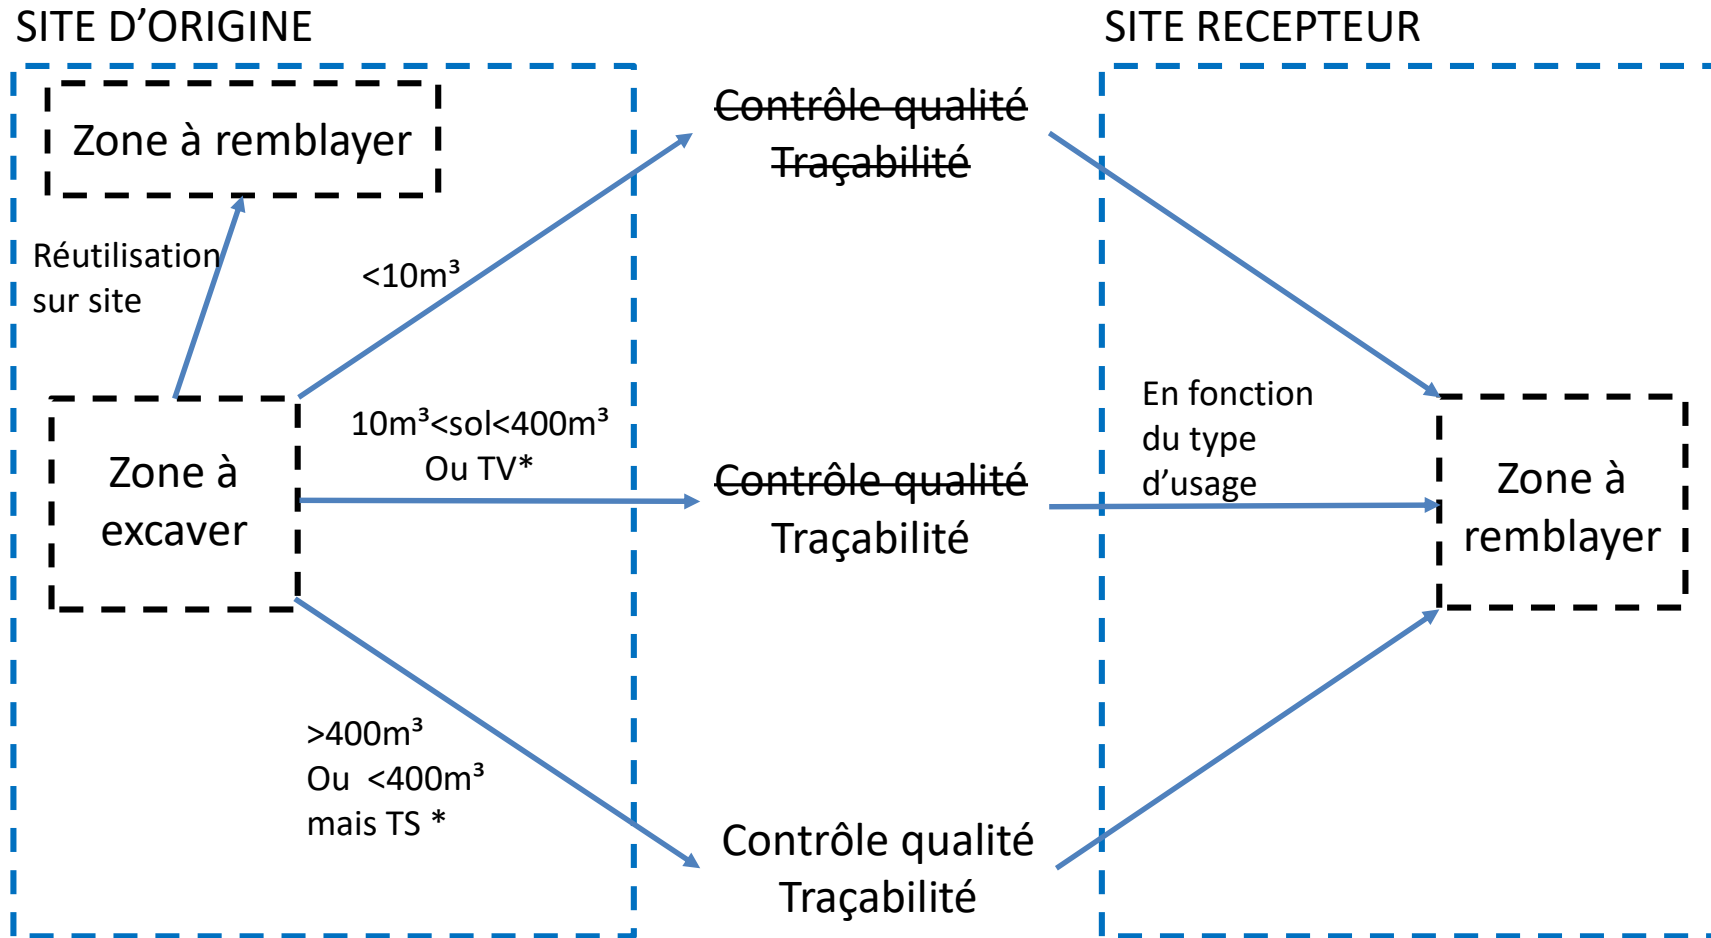 SITE D’ORIGINE
SITE RECEPTEUR
Zone à remblayer
Contrôle qualité
Traçabilité
Réutilisation
sur site
<10m³
10m³<sol<400m³
Ou TV*
En fonction
du type
d’usage
Zone à
excaver
Contrôle qualité
Traçabilité
Zone à
remblayer
>400m³
Ou <400m³
mais TS *
Contrôle qualité
Traçabilité